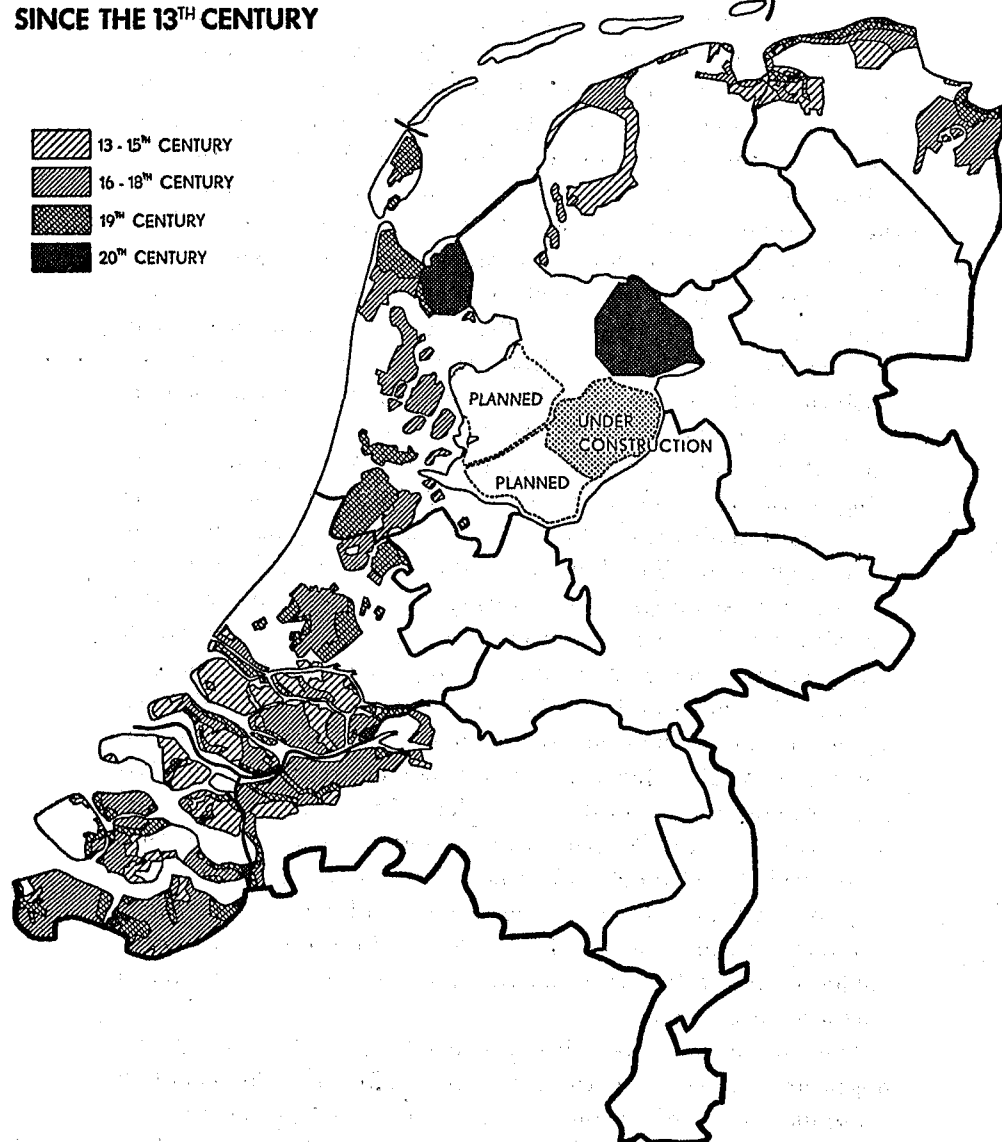 SINCE THE 13TH CENTURY
13 - 15TH CENTURY
16 - 18TH CENTURY
19TH CENTURY
20TH CENTURY
PLANNED
UNDER
CONSTRUCTION
PLANNED